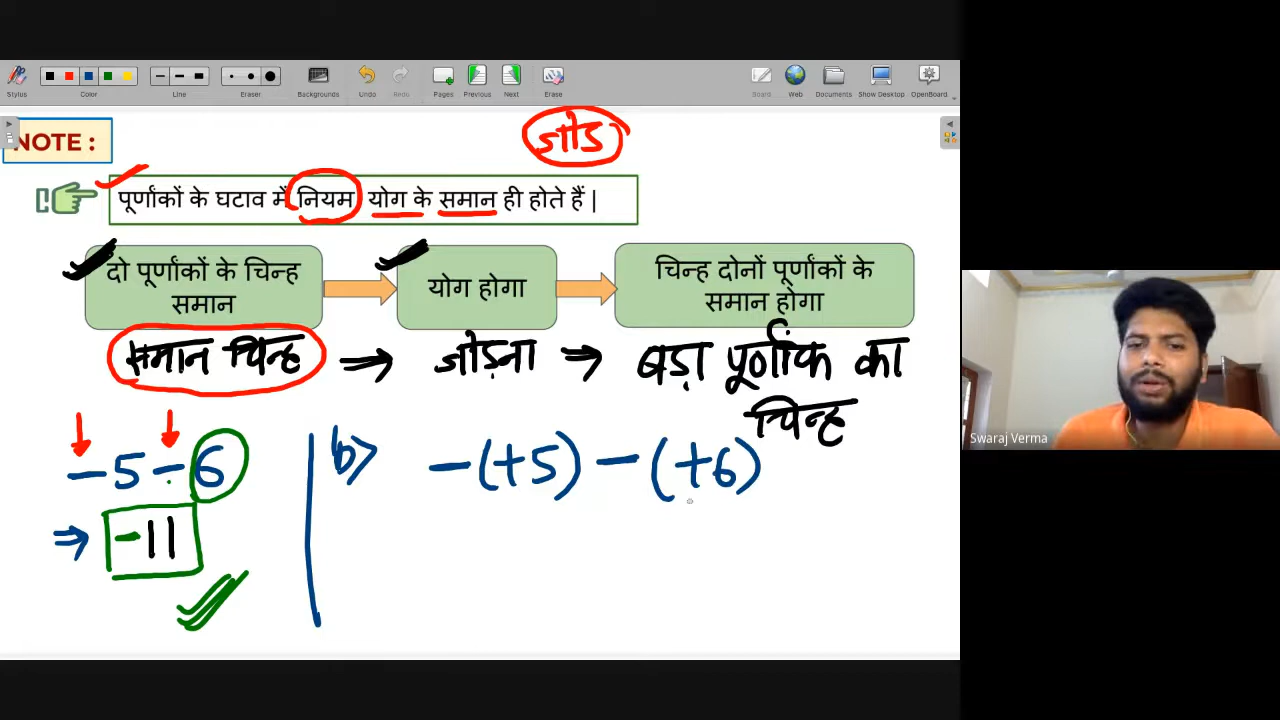 Stylus
Color
Line
Eraser
Backgrounds
Undo
Redo
Pages
Previous
Next
Erase
Board
Web
Documents
Show Desktop
OpenBoard
NOTE :
जोड
पूर्णांकों के घटाव में नियम योग के समान ही होते हैं |
दो पूर्णांकों के चिन्ह
समान
योग होगा
चिन्ह दोनों पूर्णांकों के
समान होगा
समान चिन्ह ⇒ जोड़ना ⇒ बड़ा पूर्णांक का
चिन्ह
-5-6
⇒ -11
b> -(+5)-(+6)
Swaraj Verma